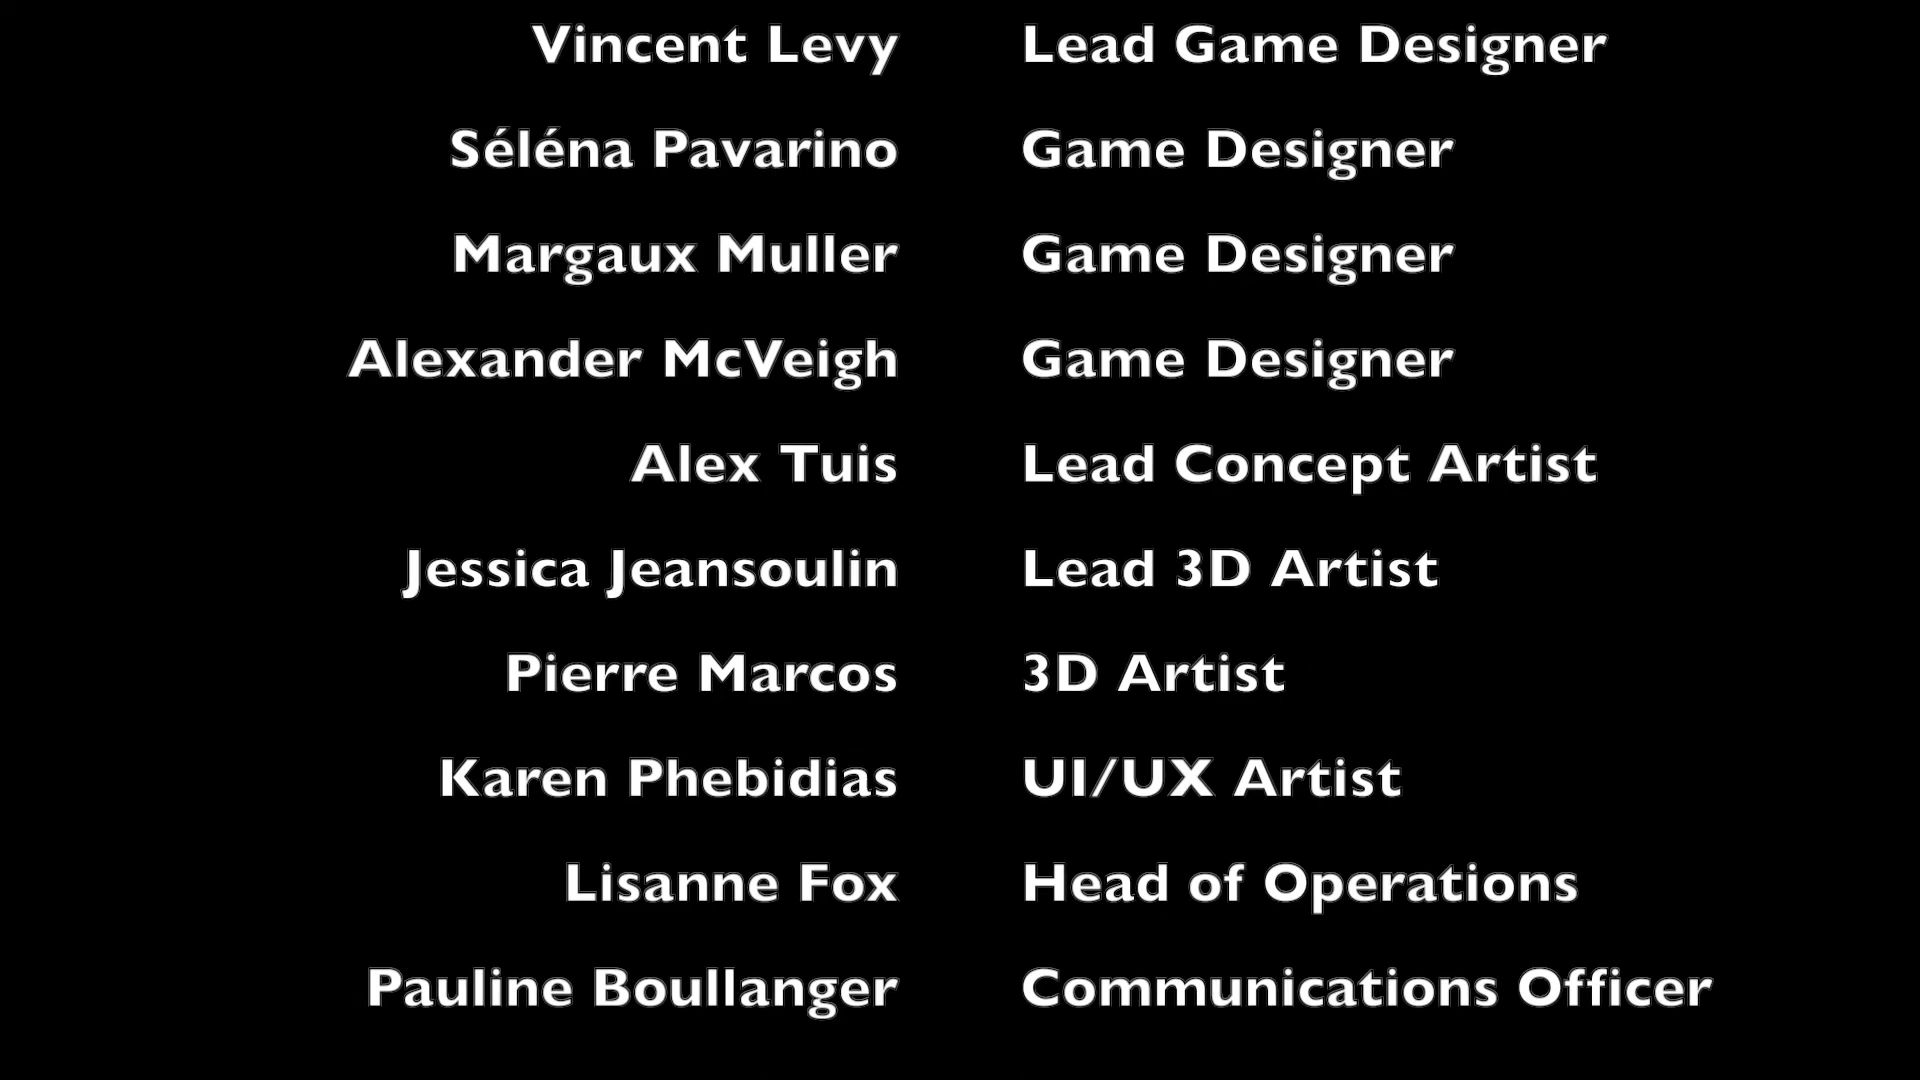 Vincent Levy Lead Game Designer
Séléna Pavarino Game Designer
Margaux Muller Game Designer
Alexander McVeigh Game Designer
Alex Tuis Lead Concept Artist
Jessica Jeansoulin Lead 3D Artist
Pierre Marcos 3D Artist
Karen Phebidias UI/UX Artist
Lisanne Fox Head of Operations
Pauline Boullanger Communications Officer